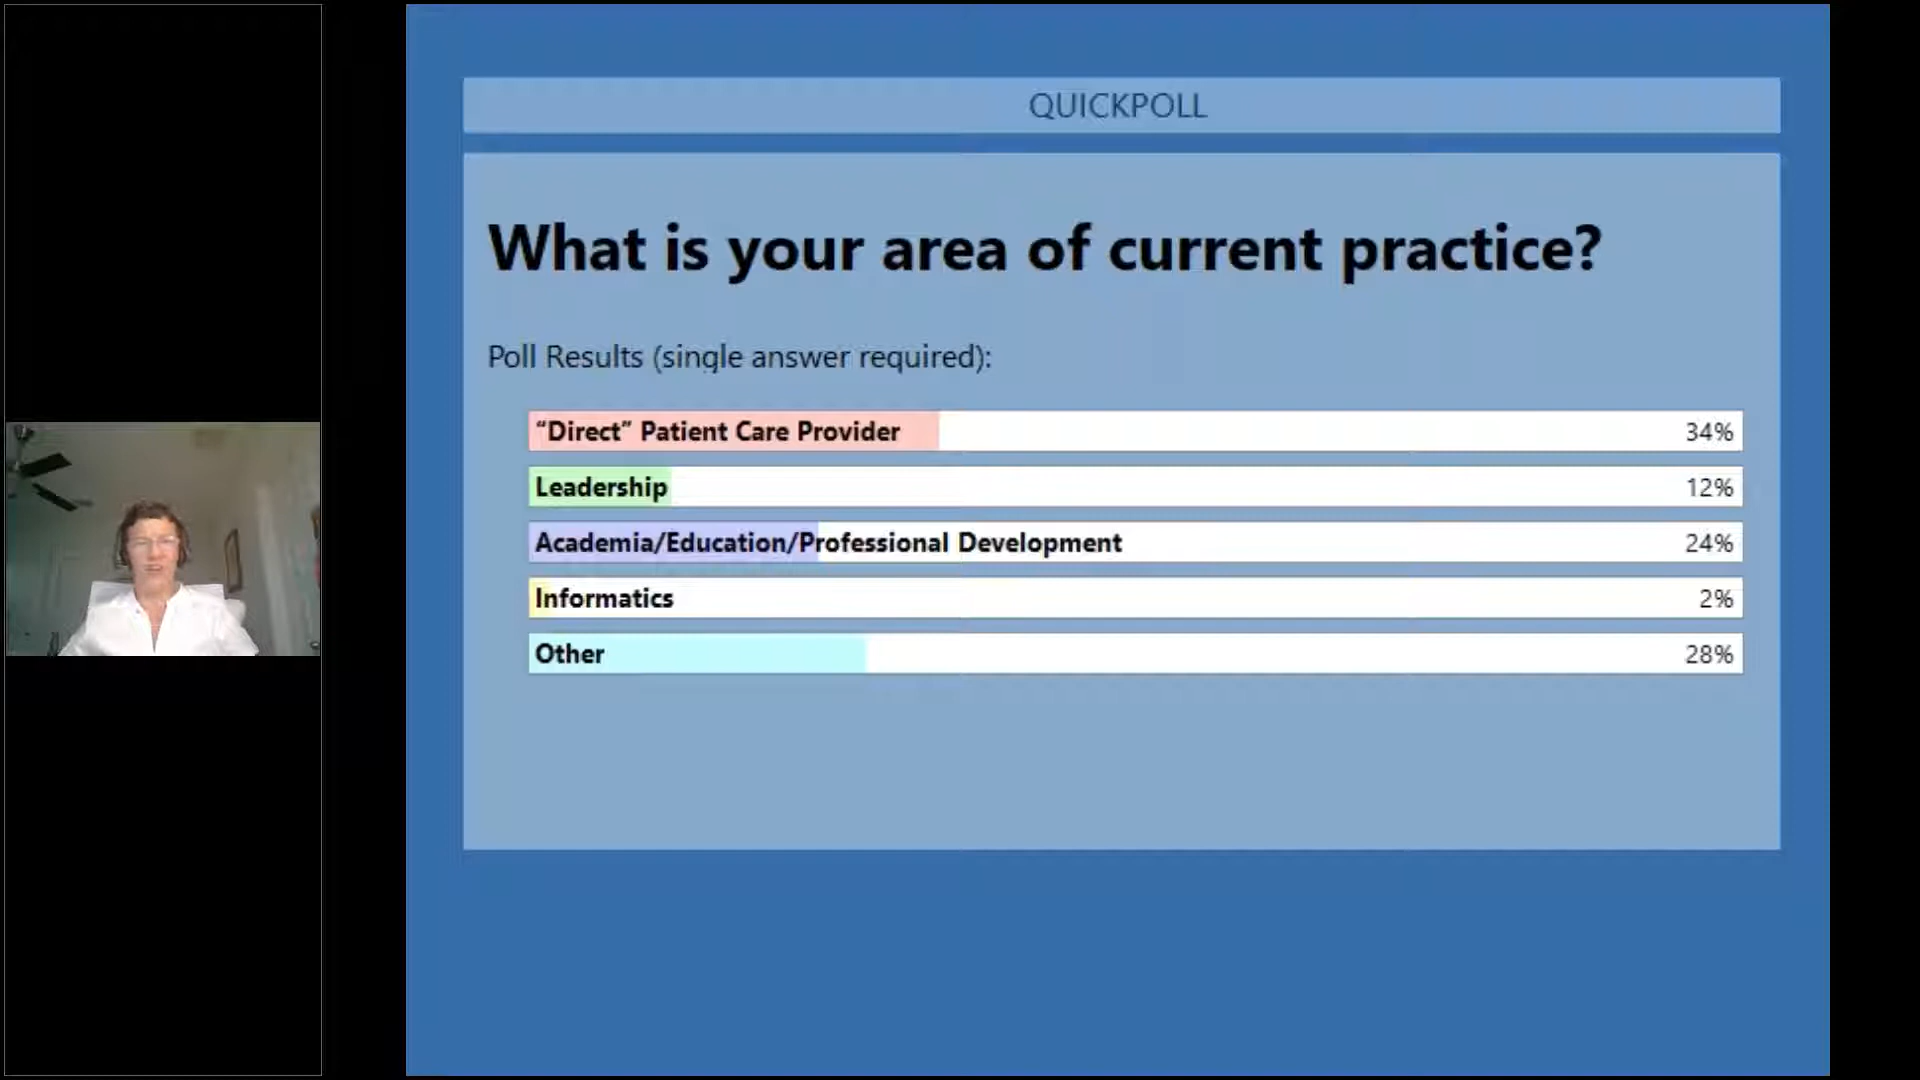 QUICKPOLL
What is your area of current practice?
Poll Results (single answer required):
“Direct” Patient Care Provider 34%
Leadership 12%
Academia/Education/Professional Development 24%
Informatics 2%
Other 28%